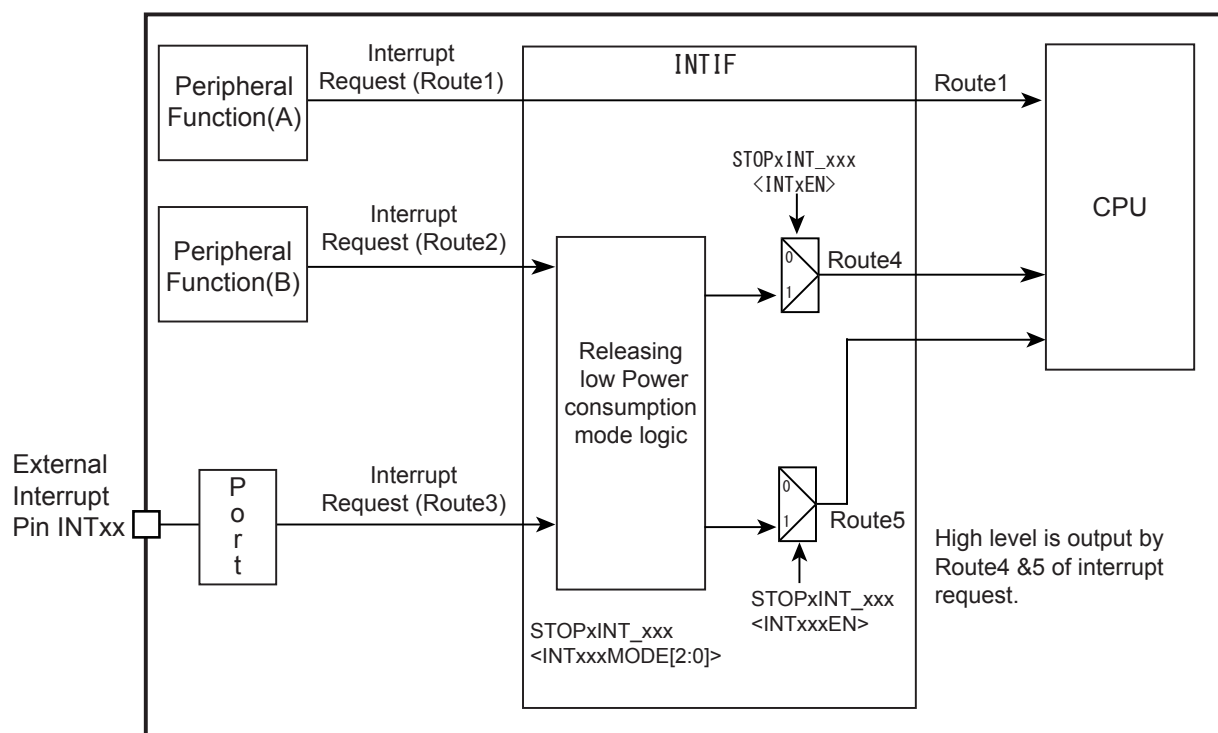 Peripheral
Function(A)
Interrupt
Request (Route1)
INTIF
Route1
CPU
STOPxINT_xxx
<INTxEN>
Peripheral
Function(B)
Interrupt
Request (Route2)
0
1
Route4
Releasing
low Power
consumption
mode logic
External
Interrupt
Pin INTxx
P
o
r
t
Interrupt
Request (Route3)
0
1
Route5
High level is output by
Route4 &5 of interrupt
request.
STOPxINT_xxx
<INTxxxEN>
STOPxINT_xxx
<INTxxxMODE[2:0]>